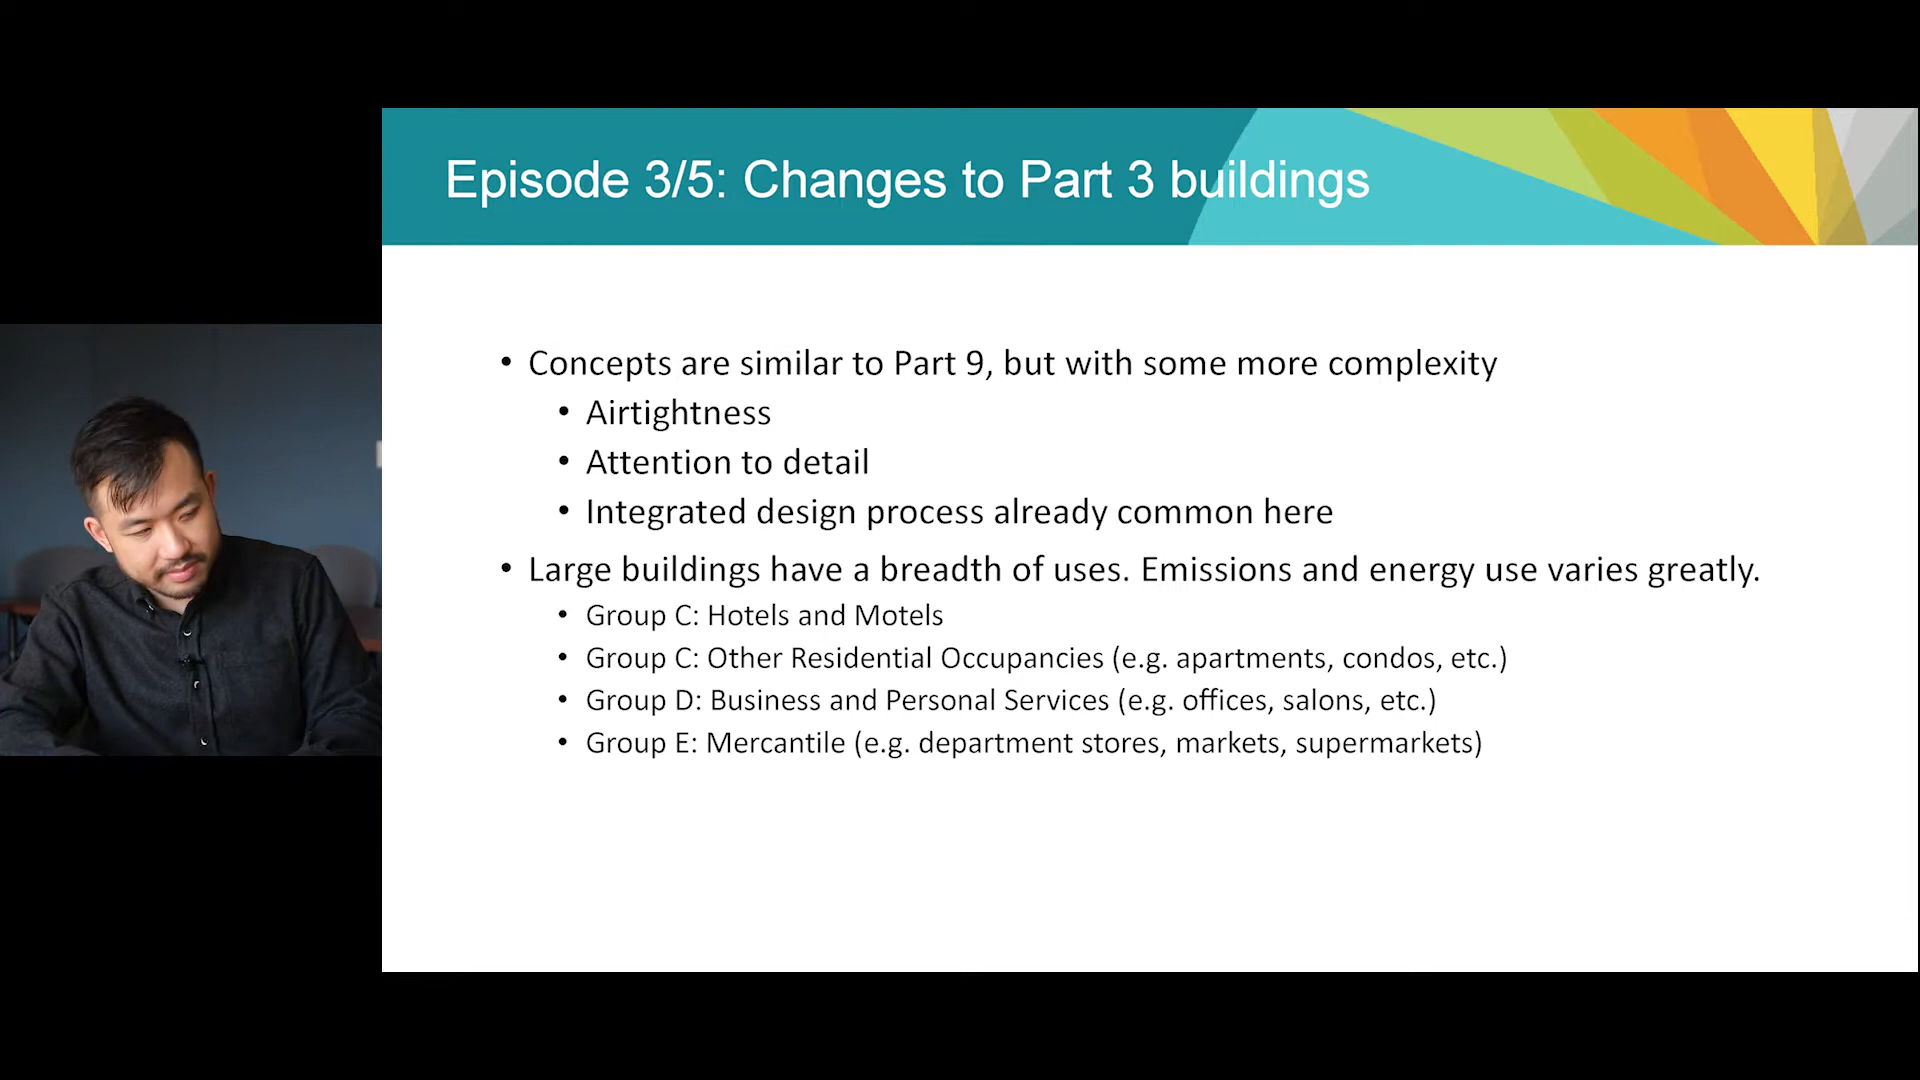 Episode 3/5: Changes to Part 3 buildings
• Concepts are similar to Part 9, but with some more complexity
• Airtightness
• Attention to detail
• Integrated design process already common here
• Large buildings have a breadth of uses. Emissions and energy use varies greatly.
• Group C: Hotels and Motels
• Group C: Other Residential Occupancies (e.g. apartments, condos, etc.)
• Group D: Business and Personal Services (e.g. offices, salons, etc.)
• Group E: Mercantile (e.g. department stores, markets, supermarkets)